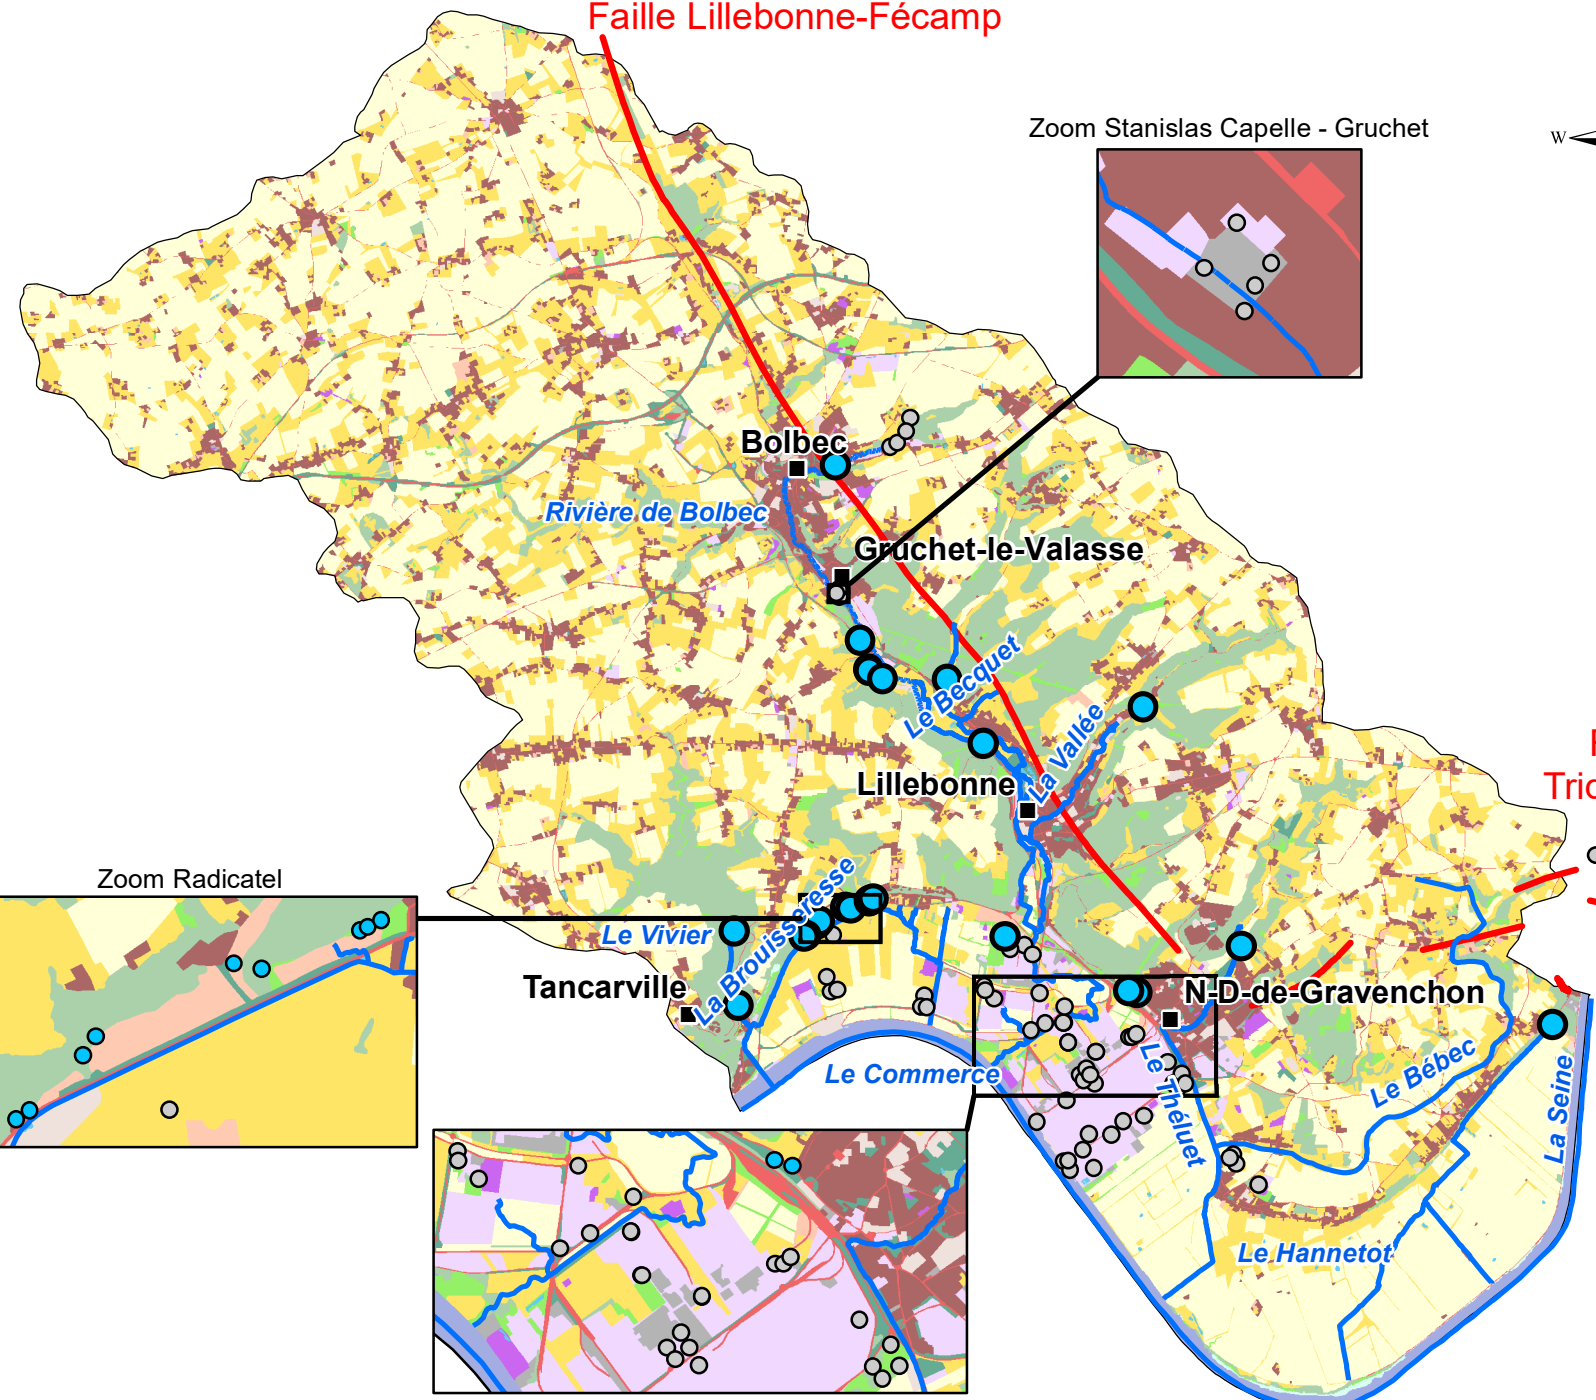 Faille Lillebonne-Fécamp
Zoom Stanislas Capelle - Gruchet
W
Bolbec
Rivière de Bolbec
Gruchet-le-Valasse
Le Becquet
La Vallée
Lillebonne
Zoom Radicatel
La Brouisseresse
Le Vivier
Tancarville
N-D-de-Gravenchon
Le Commerce
Le Théluet
Le Bébec
La Seine
Le Hannetot